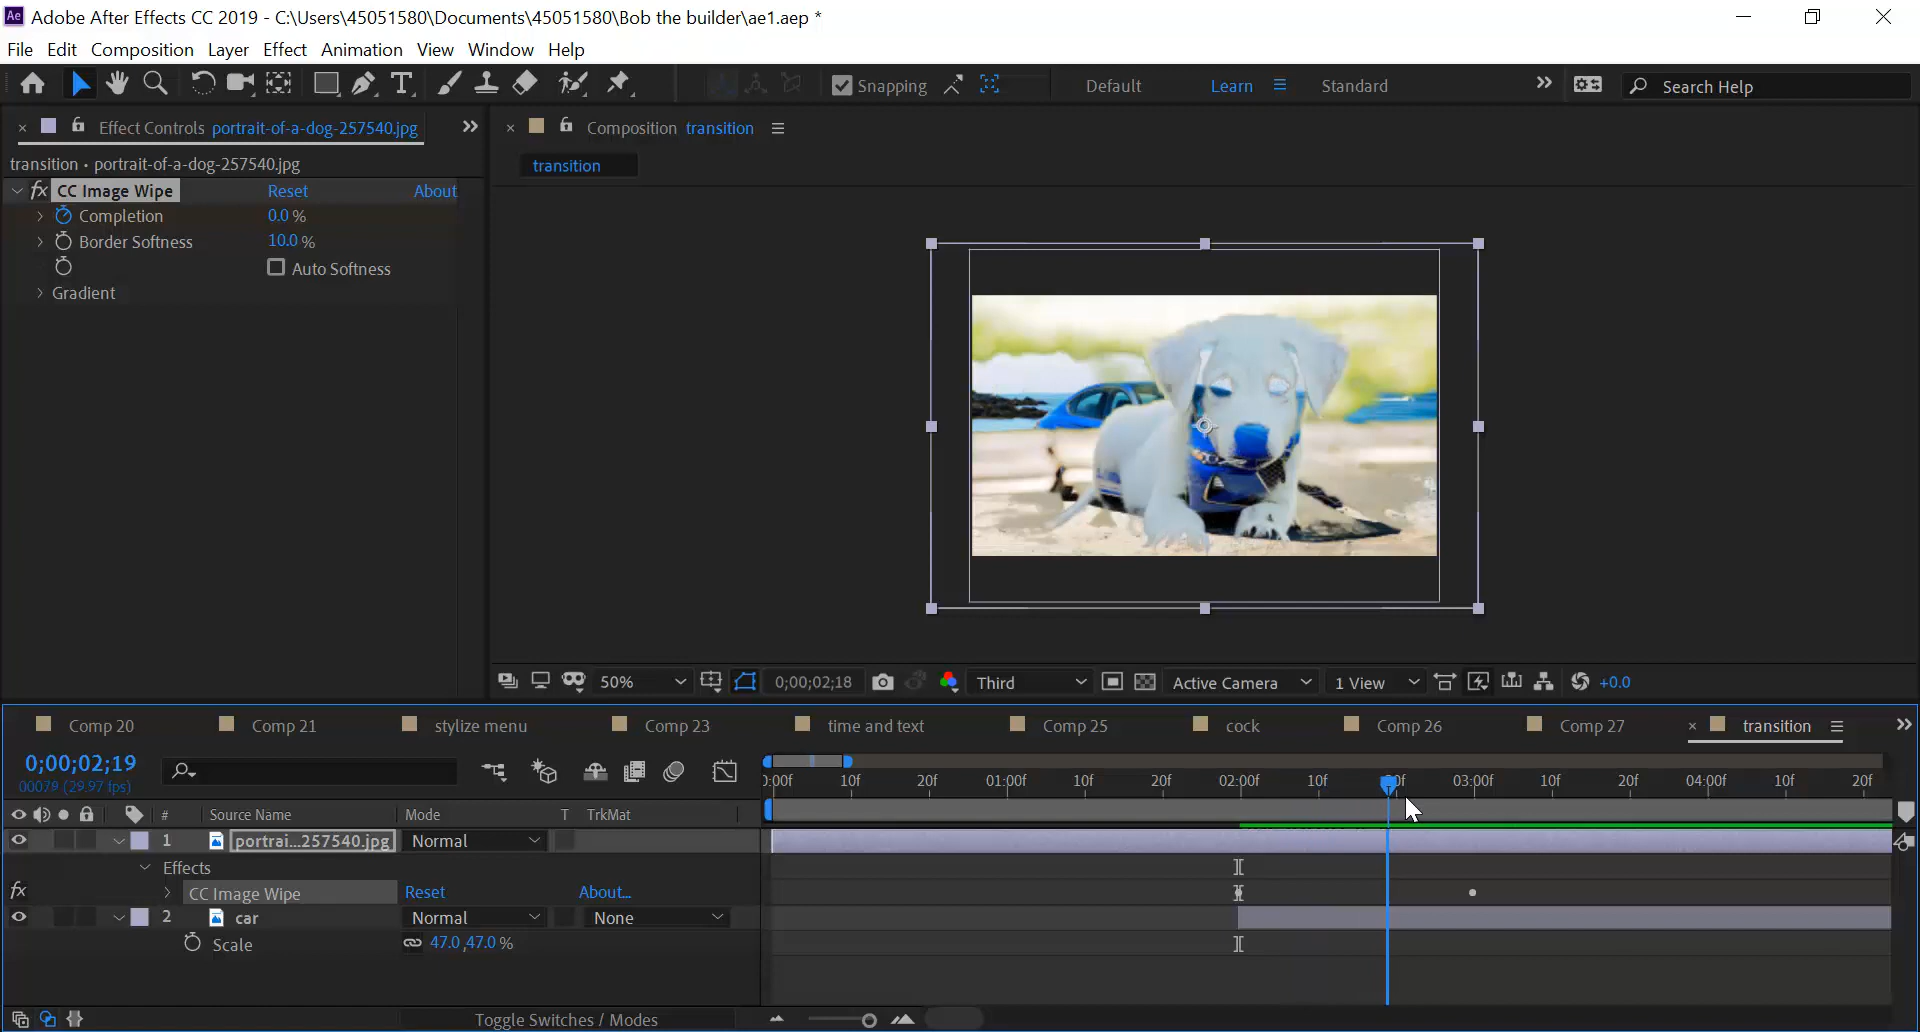 Ae Adobe After Effects CC 2019 - C:\Users\45051580\Documents\45051580\Bob the builder\ae1.aep *
File Edit Composition Layer Effect Animation View Window Help
T Snapping Default Learn Standard Search Help
× Effect Controls portrait-of-a-dog-257540.jpg
× Composition transition
transition • portrait-of-a-dog-257540.jpg
transition
fx CC Image Wipe Reset About
Completion 0.0 %
Border Softness 10.0 %
Auto Softness
Gradient
50% 0;00;02;18 Third Active Camera 1 View +0.0
Comp 20 Comp 21 stylize menu Comp 23 time and text Comp 25 cock Comp 26 Comp 27 × transition
0;00;02;19
00079 (29.97 fps)
0:00f 10f 20f 01:00f 10f 20f 02:00f 10f 03:00f 10f 20f 04:00f 10f 20f
# Source Name Mode T TrkMat
1 portrai...257540.jpg Normal
Effects
fx CC Image Wipe Reset About...
2 car Normal None
Scale 47.0,47.0 %
Toggle Switches / Modes